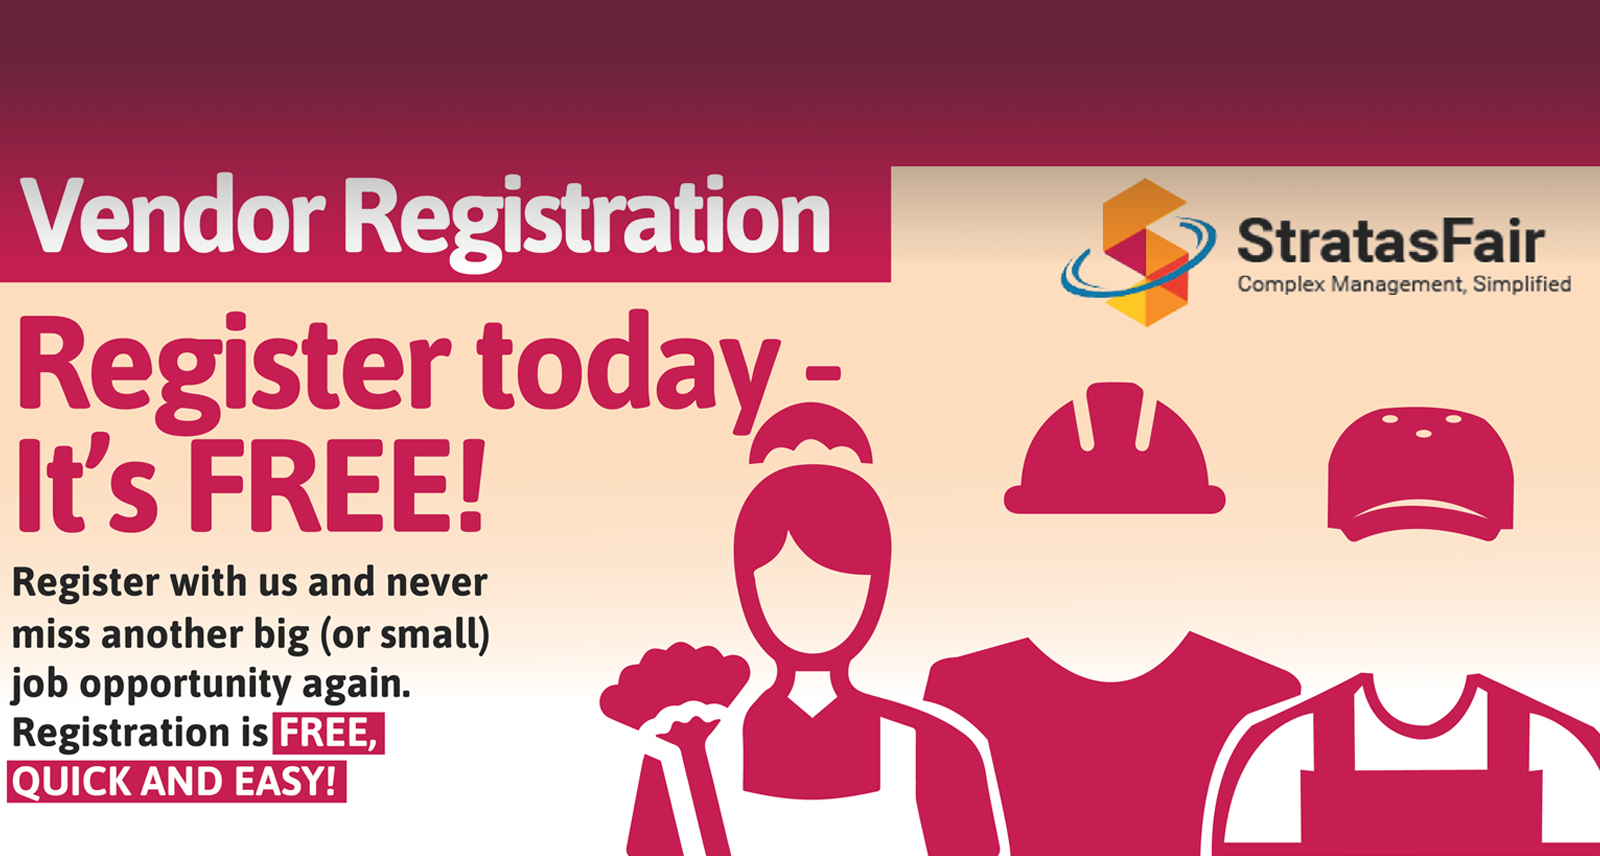 Vendor Registration
StratasFair
Complex Management, Simplified
Register today -
It's FREE!
Register with us and never
miss another big (or small)
job opportunity again.
Registration is FREE,
QUICK AND EASY!